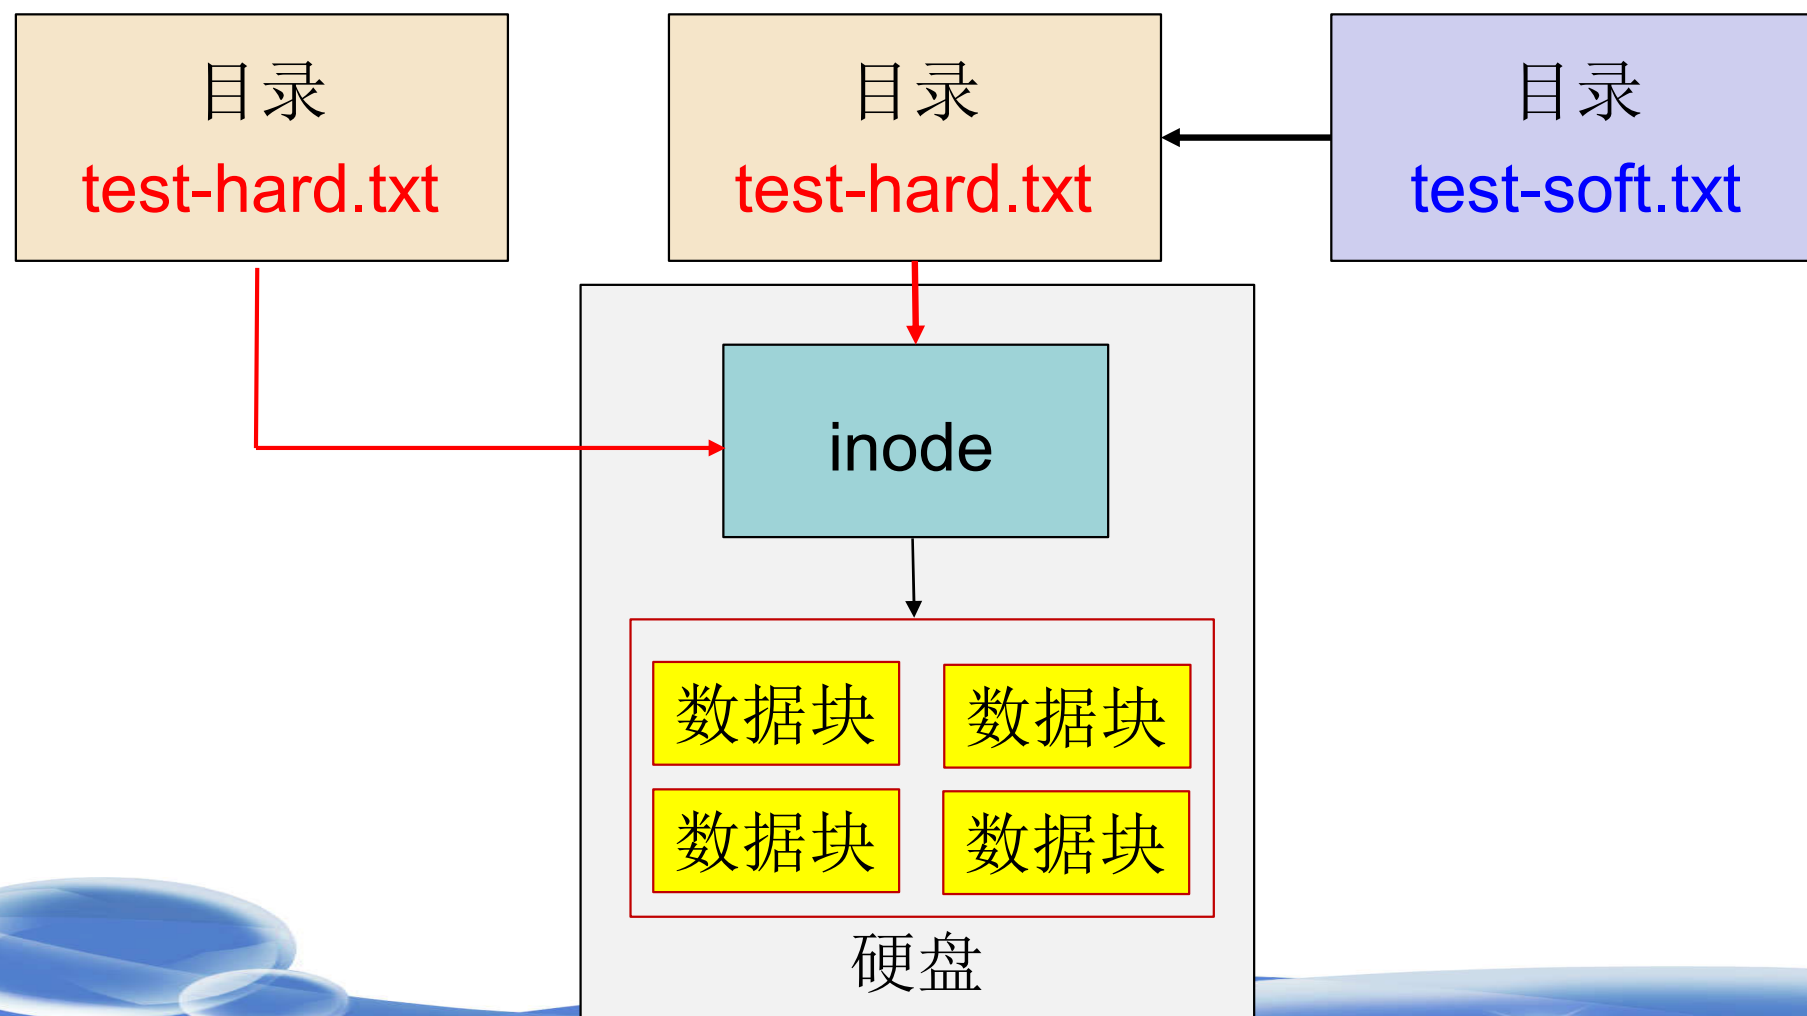 目录
test-hard.txt
目录
test-hard.txt
目录
test-soft.txt
inode
数据块
数据块
数据块
数据块
硬盘